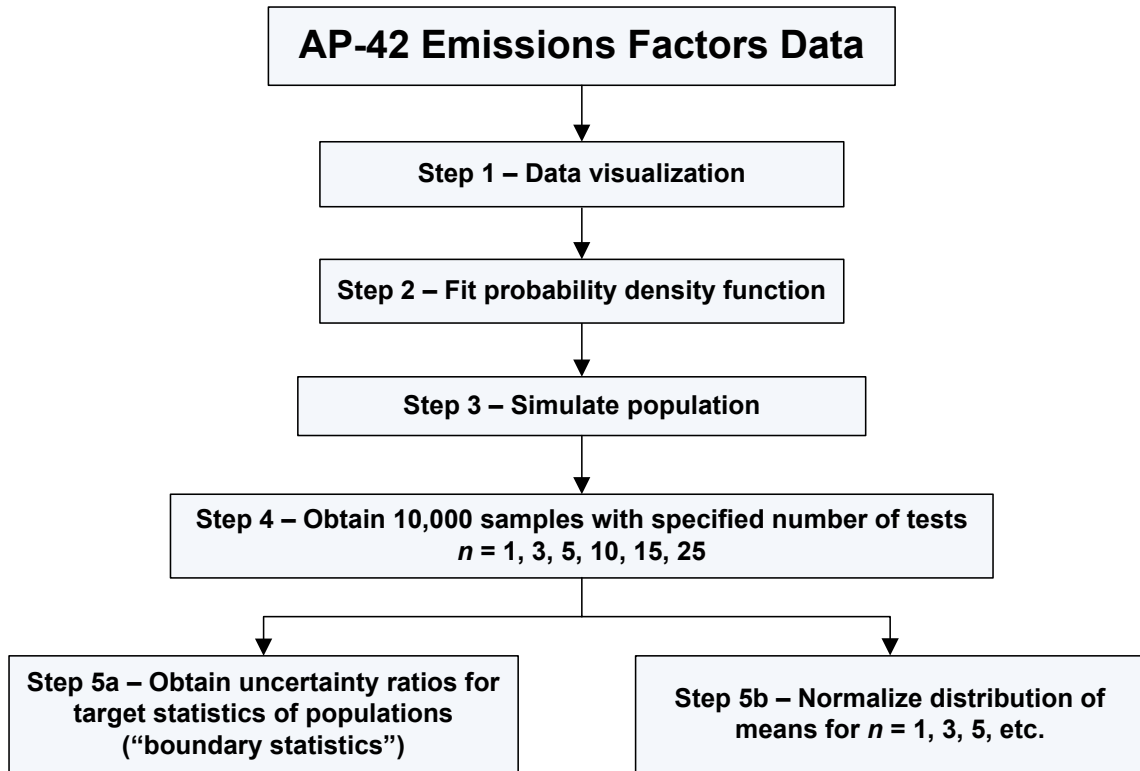 AP-42 Emissions Factors Data
Step 1 – Data visualization
Step 2 – Fit probability density function
Step 3 – Simulate population
Step 4 – Obtain 10,000 samples with specified number of tests
n = 1, 3, 5, 10, 15, 25
Step 5a – Obtain uncertainty ratios for
target statistics of populations
(“boundary statistics”)
Step 5b – Normalize distribution of
means for n = 1, 3, 5, etc.